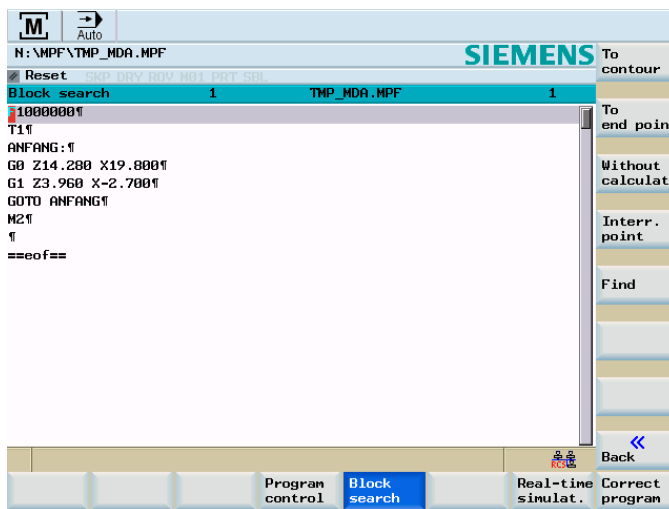 M
Auto
N:\MPF\TMP_MDA.MPF
SIEMENS
Reset SKP DRY ROV M01 PRT SBL
Block search 1 TMP_MDA.MPF 1
1000000¶
T1¶
ANFANG:¶
G0 Z14.280 X19.800¶
G1 Z3.960 X-2.700¶
GOTO ANFANG¶
M2¶
¶
==eof==
To
contour
To
end poin
Without
calculat
Interr.
point
Find
«
Back
RCS
Program
control
Block
search
Real-time
simulat.
Correct
program